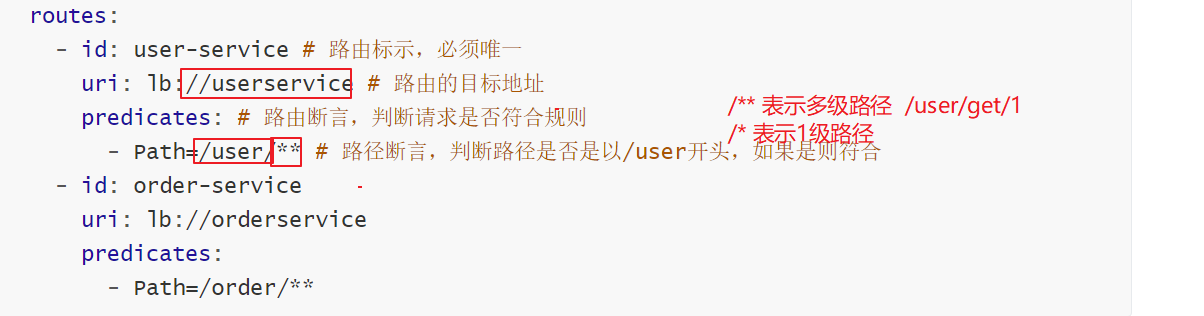 routes:
- id: user-service # 路由标示，必须唯一
uri: lb://userservice # 路由的目标地址
predicates: # 路由断言，判断请求是否符合规则
- Path=/user/** # 路径断言，判断路径是否是以/user开头，如果是则符合
/** 表示多级路径 /user/get/1
/* 表示1级路径
- id: order-service
uri: lb://orderservice
predicates:
- Path=/order/**